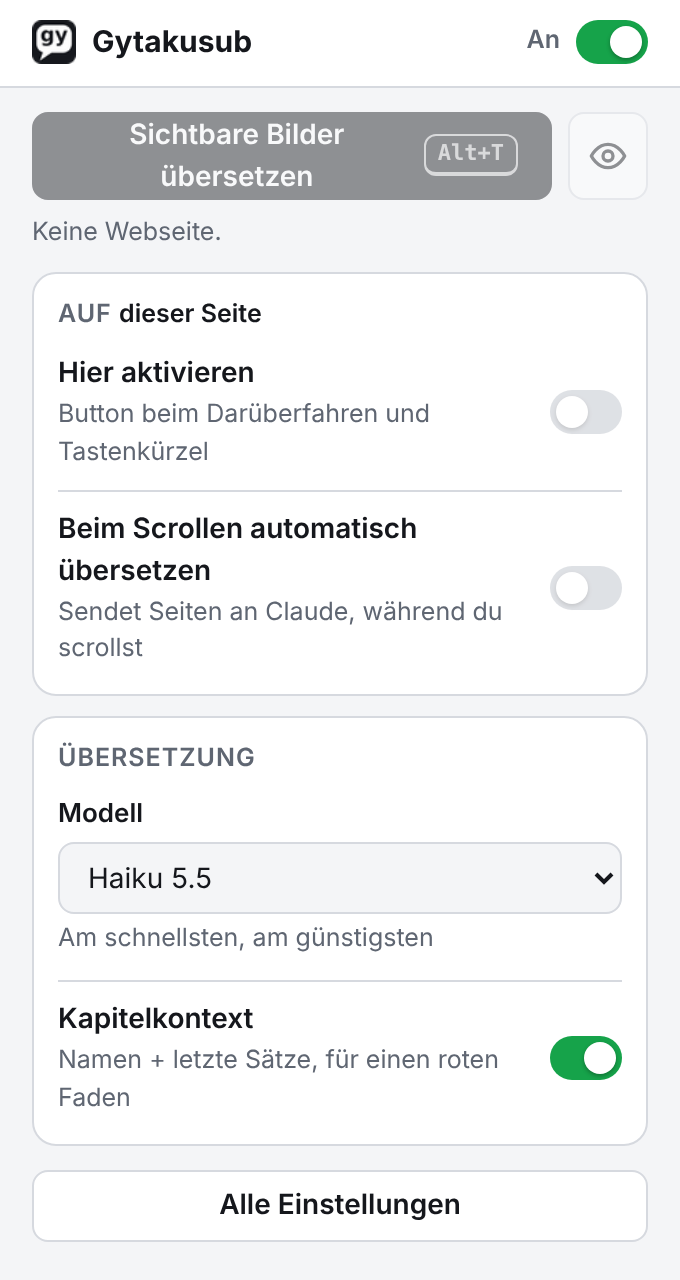 gy Gytakusub An
Sichtbare Bilder
übersetzen
Alt+T
Keine Webseite.
AUF dieser Seite
Hier aktivieren
Button beim Darüberfahren und
Tastenkürzel
Beim Scrollen automatisch
übersetzen
Sendet Seiten an Claude, während du
scrollst
ÜBERSETZUNG
Modell
Haiku 5.5
Am schnellsten, am günstigsten
Kapitelkontext
Namen + letzte Sätze, für einen roten
Faden
Alle Einstellungen